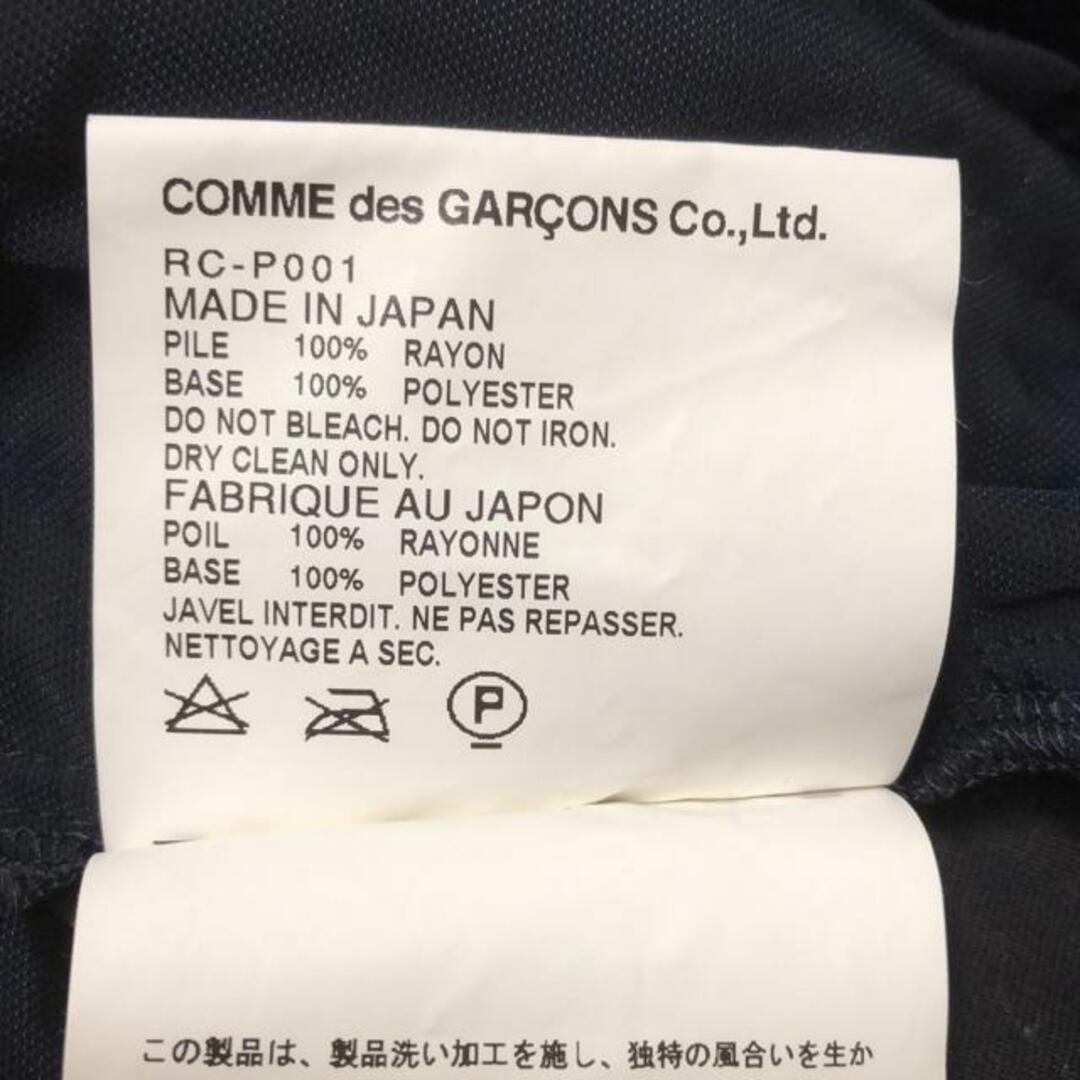 COMME des GARÇONS Co.,Ltd.
RC-P001
MADE IN JAPAN
PILE 100% RAYON
BASE 100% POLYESTER
DO NOT BLEACH. DO NOT IRON.
DRY CLEAN ONLY.
FABRIQUE AU JAPON
POIL 100% RAYONNE
BASE 100% POLYESTER
JAVEL INTERDIT. NE PAS REPASSER.
NETTOYAGE A SEC.
P
この製品は、製品洗い加工を施し、独特の風合いを生か